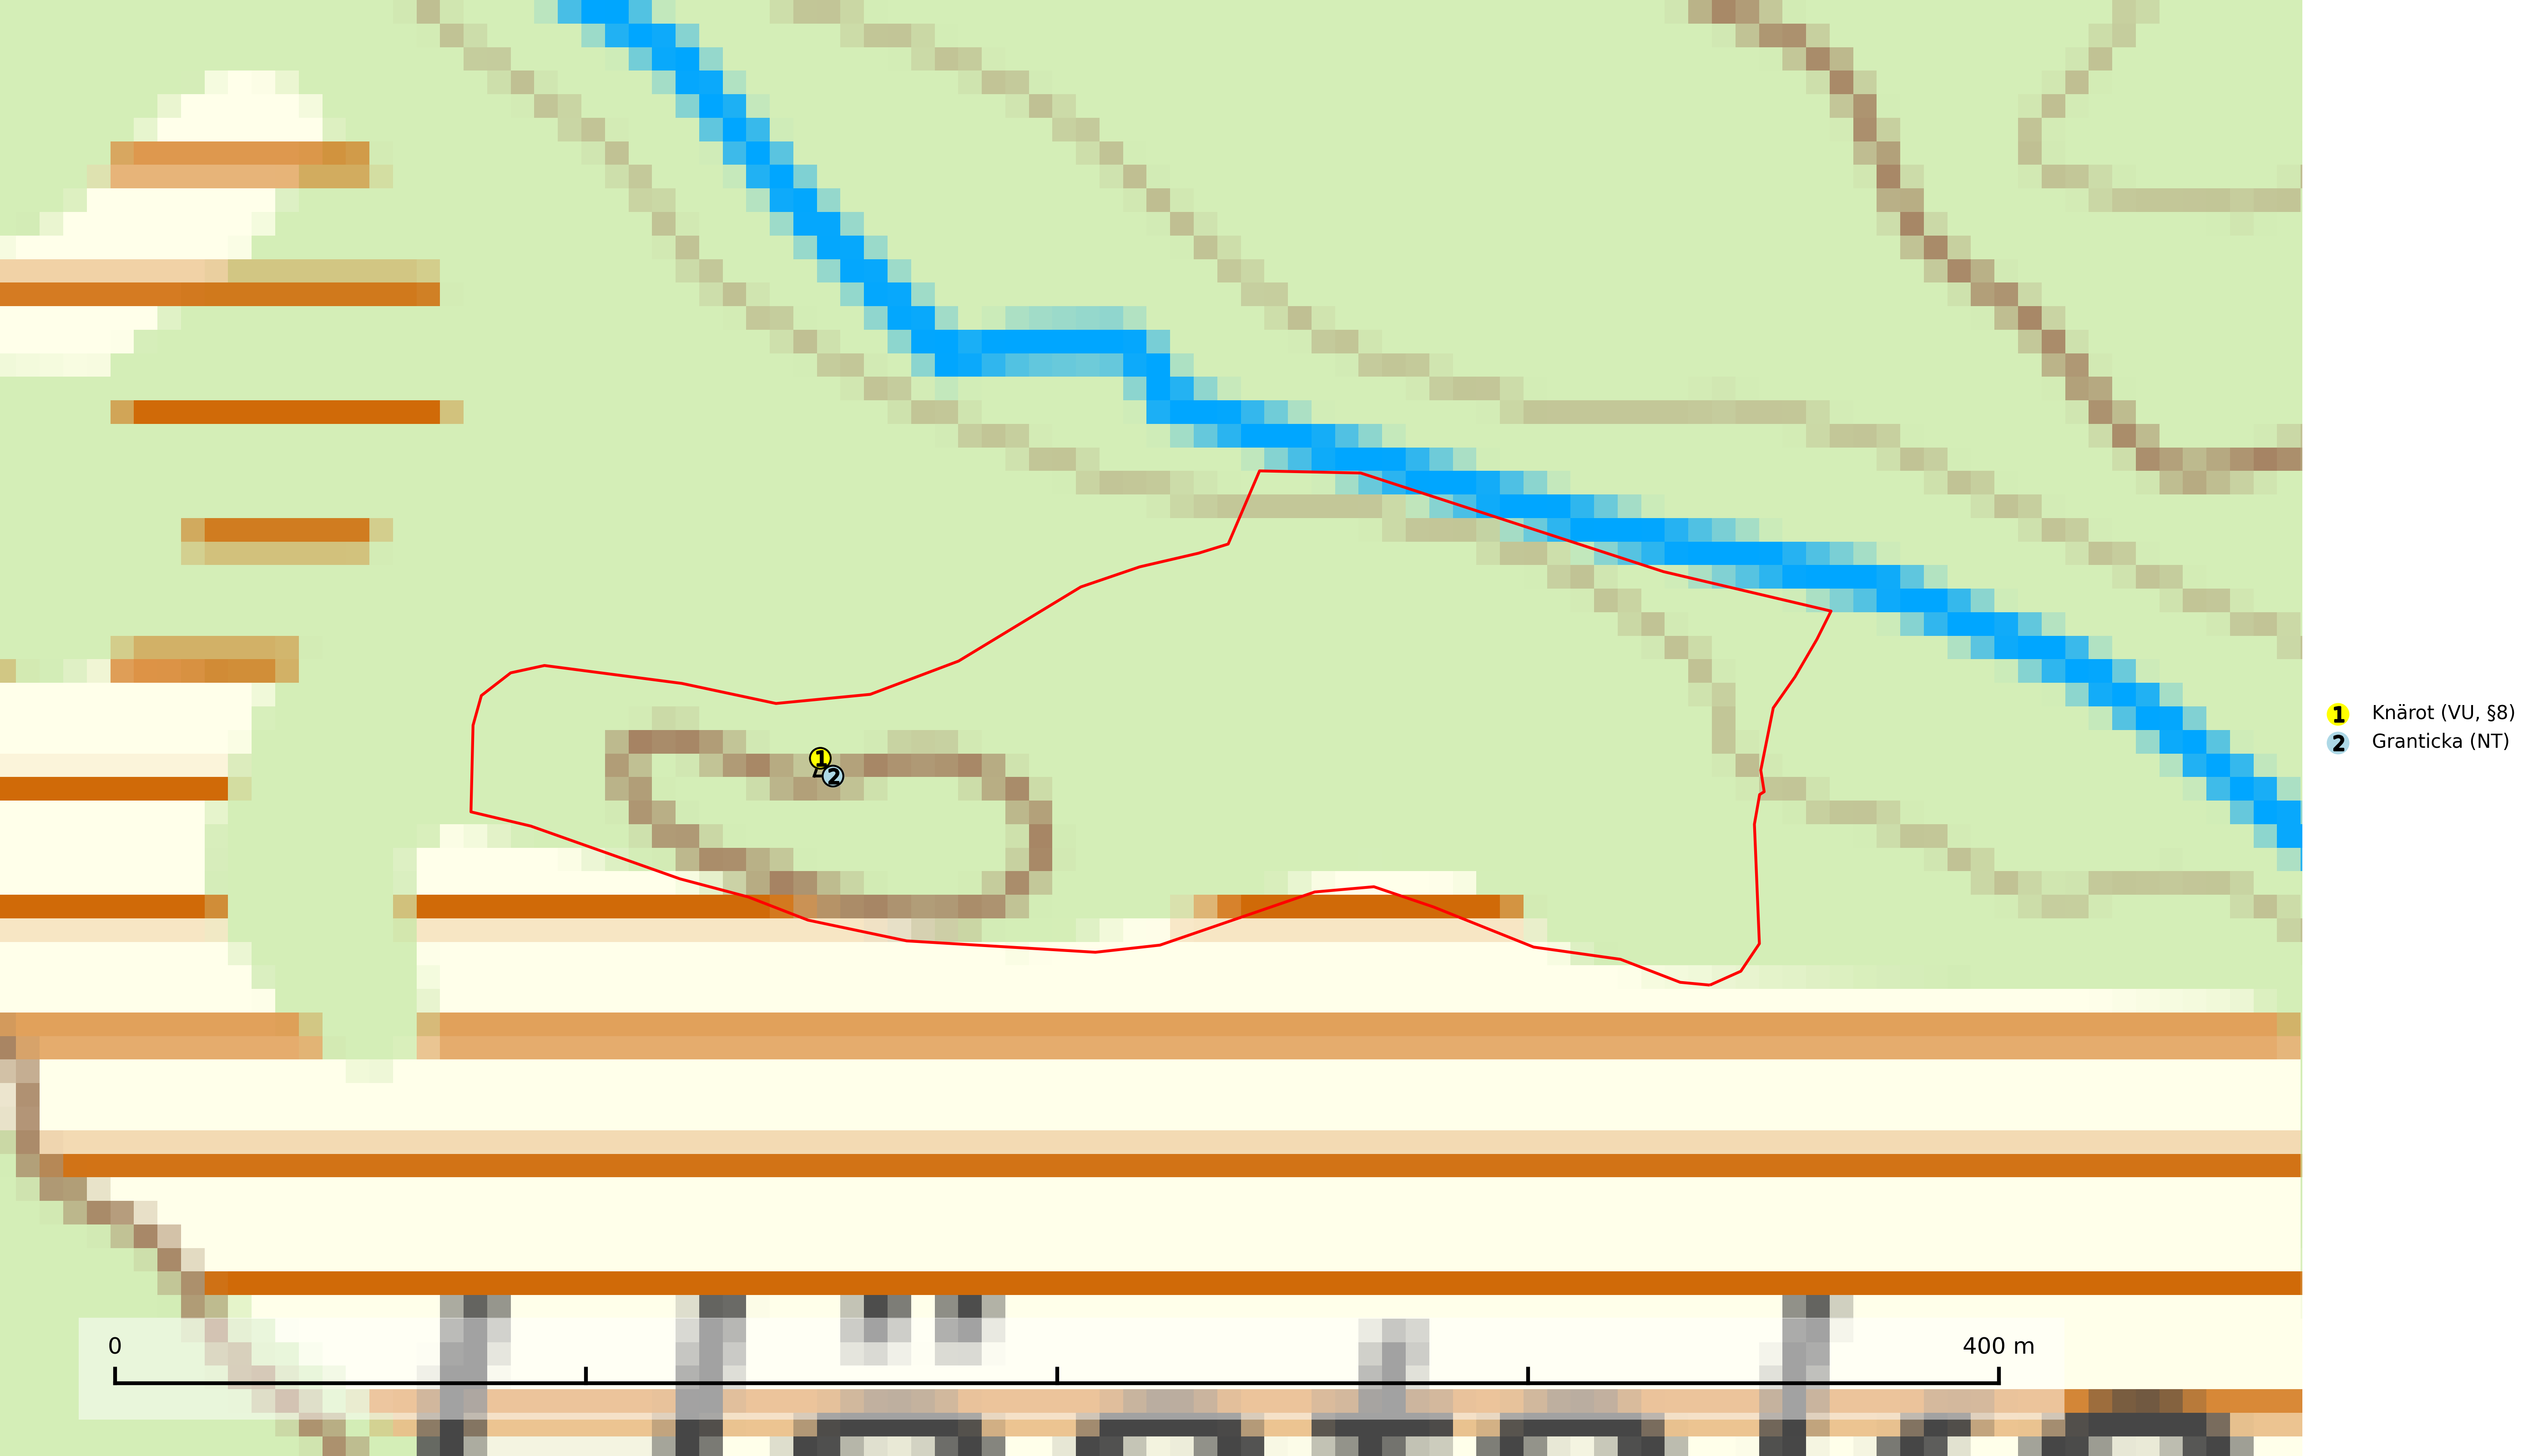 1
2
1 Knärot (VU, §8)
2 Granticka (NT)
0 400 m